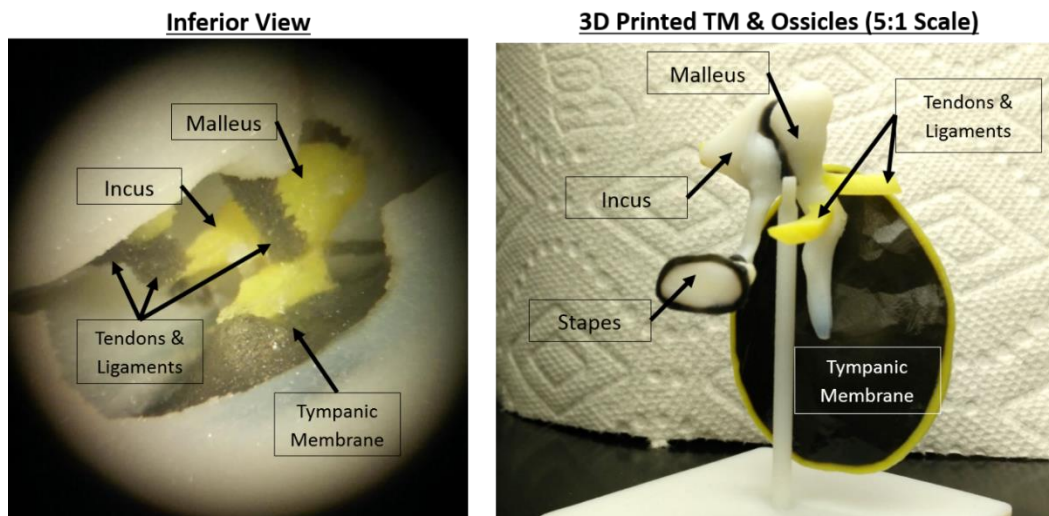 Inferior View
Malleus
Incus
Tendons &
Ligaments
Tympanic
Membrane
3D Printed TM & Ossicles (5:1 Scale)
Malleus
Tendons &
Ligaments
Incus
Stapes
Tympanic
Membrane